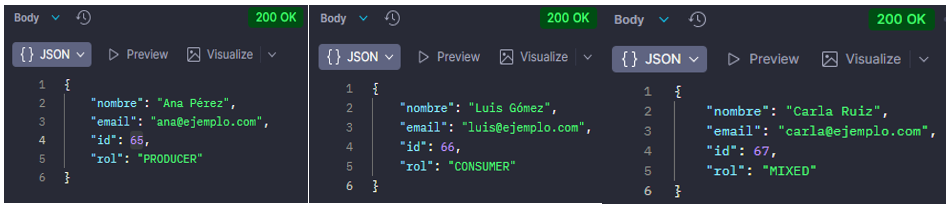 Body 200 OK
{} JSON Preview Visualize
1 {
2 "nombre": "Ana Pérez",
3 "email": "ana@ejemplo.com",
4 "id": 65,
5 "rol": "PRODUCER"
6 }
Body 200 OK
{} JSON Preview Visualize
1 {
2 "nombre": "Luis Gómez",
3 "email": "luis@ejemplo.com",
4 "id": 66,
5 "rol": "CONSUMER"
6 }
Body 200 OK
{} JSON Preview Visualize
1 {
2 "nombre": "Carla Ruiz",
3 "email": "carla@ejemplo.com",
4 "id": 67,
5 "rol": "MIXED"
6 }